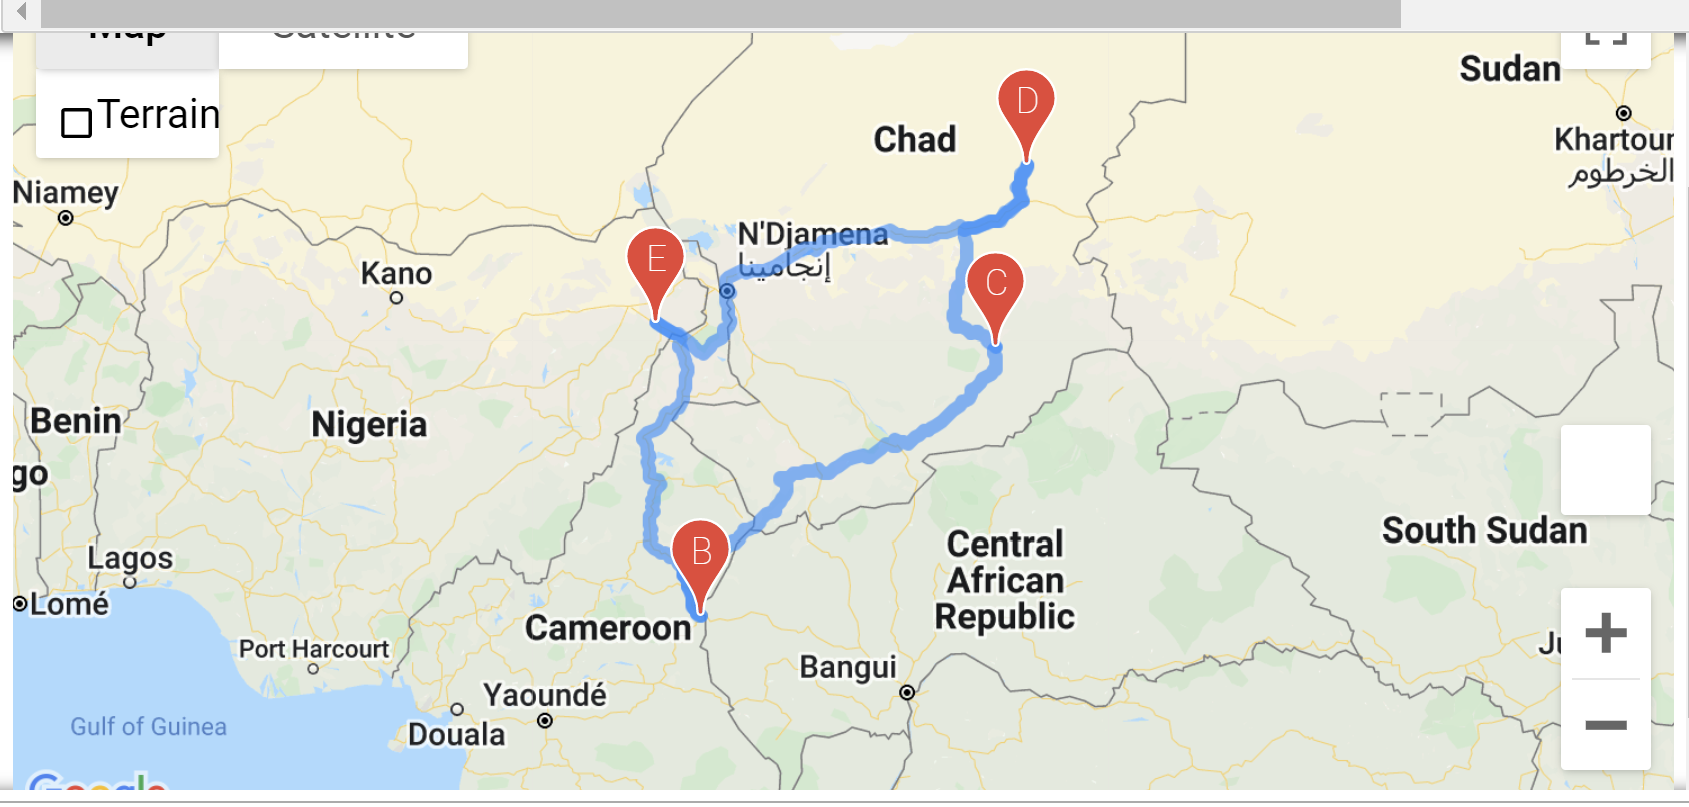 Map
Satellite
Terrain
Sudan
D
Chad
Khartour
الخرطوم
Niamey
N'Djamena
إنجامينا
E
Kano
C
Benin
Nigeria
go
South Sudan
Central
African
Republic
B
Lagos
Lomé
Cameroon
Port Harcourt
Bangui
Ju
Yaoundé
Gulf of Guinea
Douala
Google